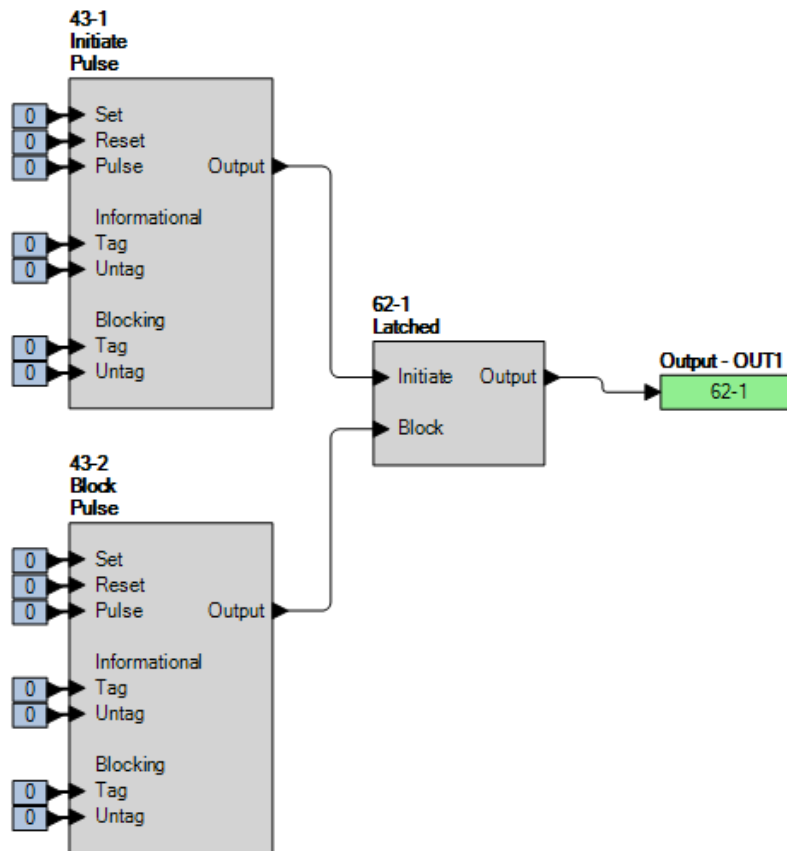 43-1
Initiate
Pulse
0 Set
0 Reset
0 Pulse Output
Informational
0 Tag
0 Untag
Blocking
0 Tag
0 Untag
62-1
Latched
Initiate Output
Block
Output - OUT1
62-1
43-2
Block
Pulse
0 Set
0 Reset
0 Pulse Output
Informational
0 Tag
0 Untag
Blocking
0 Tag
0 Untag